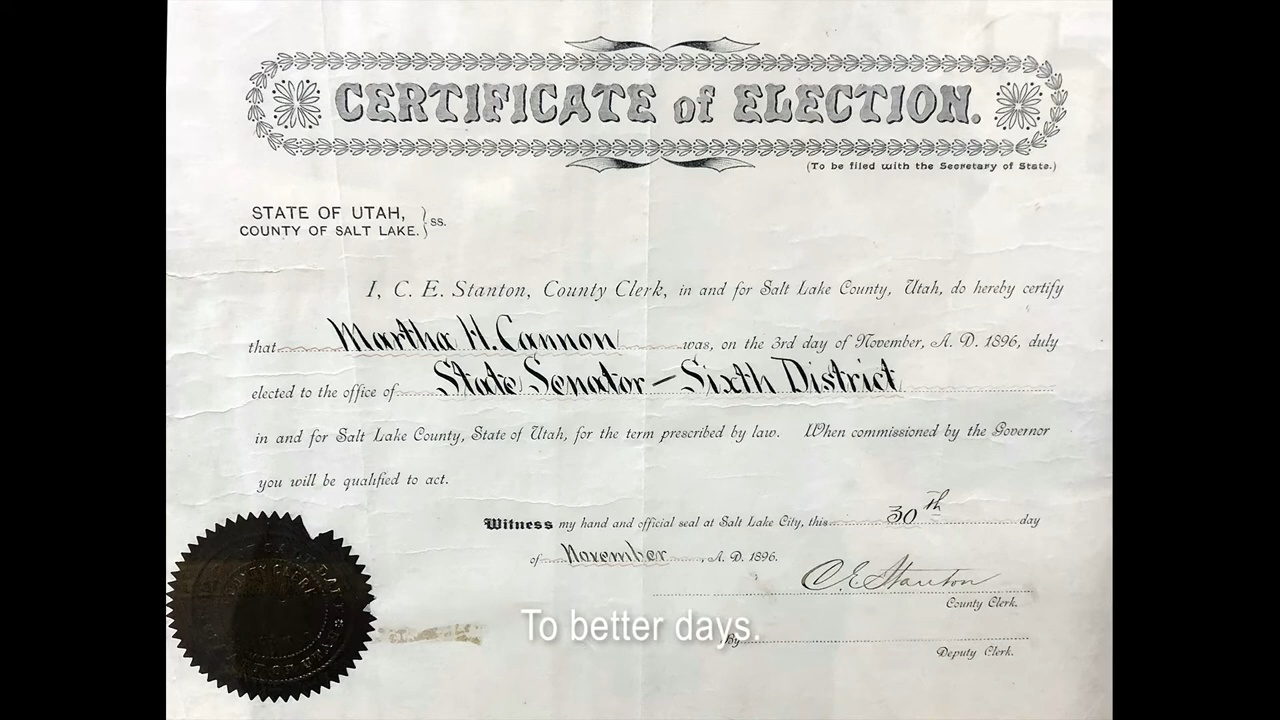 CERTIFICATE of ELECTION.
(To be filed with the Secretary of State.)
STATE OF UTAH,
COUNTY OF SALT LAKE. } ss.
I, C. E. Stanton, County Clerk, in and for Salt Lake County, Utah, do hereby certify
that Martha H. Cannon was, on the 3rd day of November, A. D. 1896, duly
elected to the office of State Senator - Sixth District
in and for Salt Lake County, State of Utah, for the term prescribed by law. When commissioned by the Governor
you will be qualified to act.
Witness my hand and official seal at Salt Lake City, this 30th day
of November, A. D. 1896.
C. E. Stanton
County Clerk.
To better days.
By
Deputy Clerk.